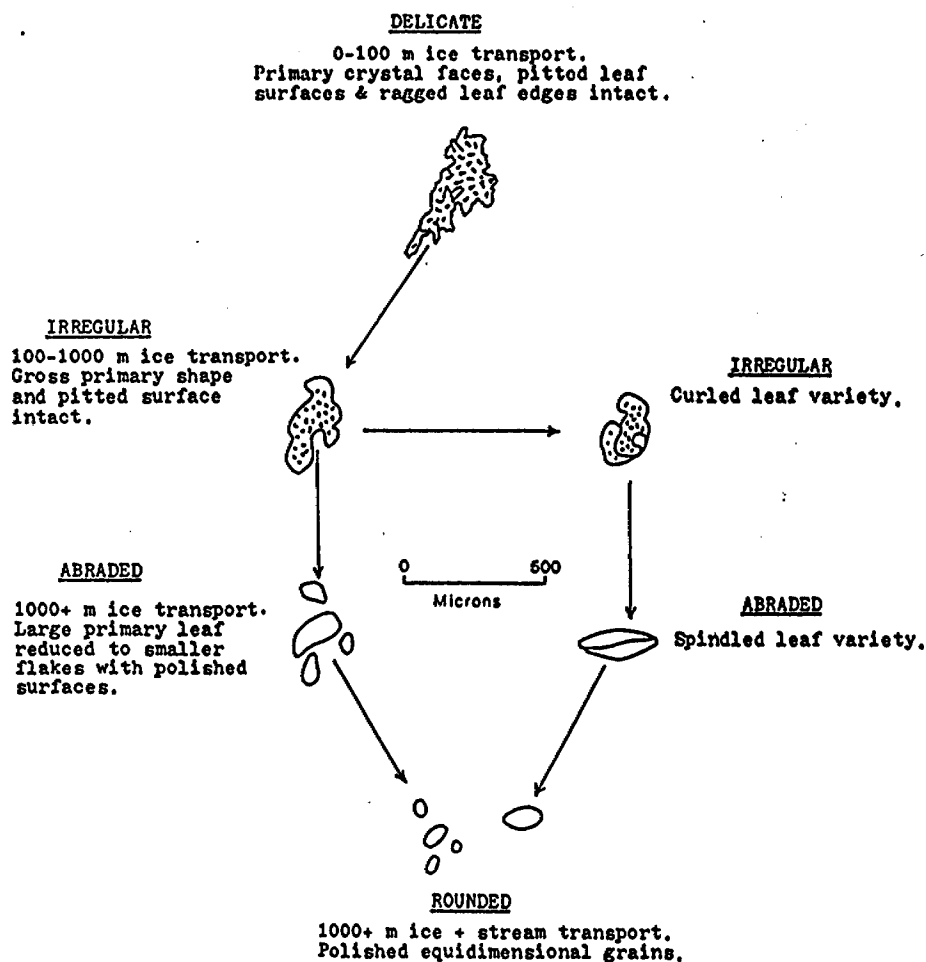 DELICATE
0-100 m ice transport.
Primary crystal faces, pitted leaf
surfaces & ragged leaf edges intact.
IRREGULAR
100-1000 m ice transport.
Gross primary shape
and pitted surface
intact.
IRREGULAR
Curled leaf variety.
ABRADED
1000+ m ice transport.
Large primary leaf
reduced to smaller
flakes with polished
surfaces.
0 500
Microns
ABRADED
Spindled leaf variety.
ROUNDED
1000+ m ice + stream transport.
Polished equidimensional grains.